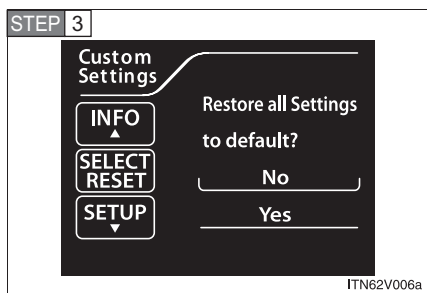 STEP 3
Custom
Settings
INFO
▲
SELECT
RESET
SETUP
▼
Restore all Settings
to default?
No
Yes
ITN62V006a